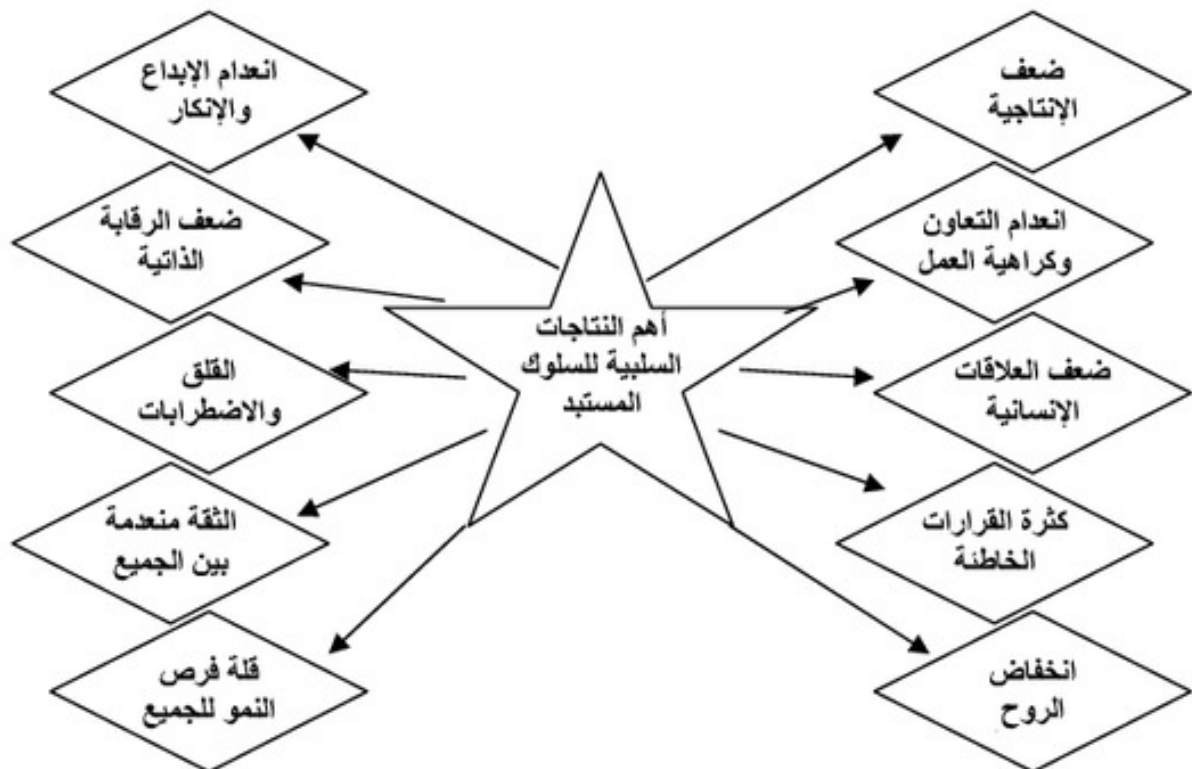 أهم النتاجات
السلبية للسلوك
المستبد
ضعف
الإنتاجية
انعدام التعاون
وكراهية العمل
ضعف العلاقات
الإنسانية
كثرة القرارات
الخاطئة
انخفاض
الروح
انعدام الإبداع
والإنكار
ضعف الرقابة
الذاتية
القلق
والاضطرابات
الثقة منعدمة
بين الجميع
قلة فرص
النمو للجميع